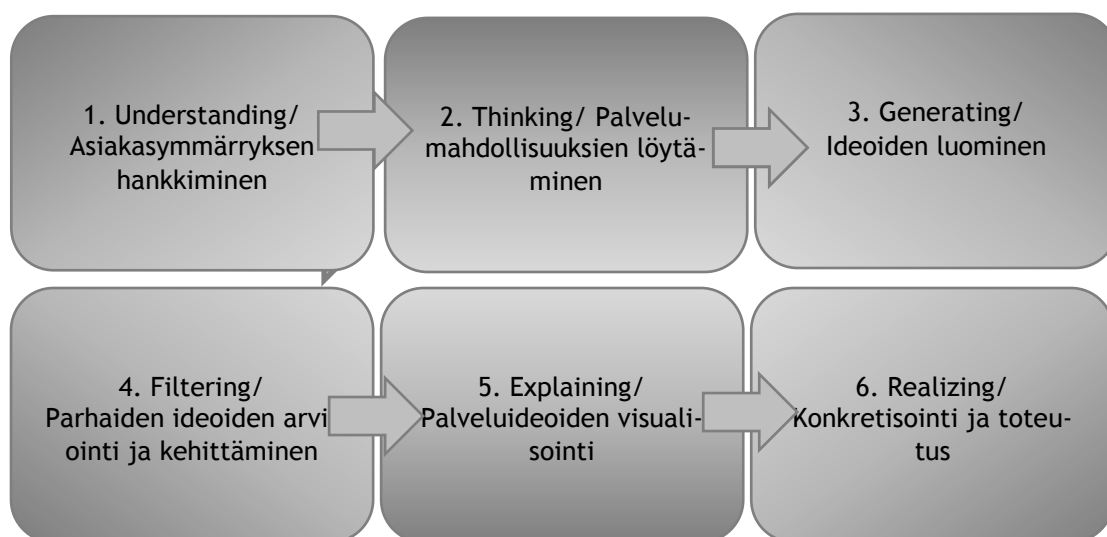 1. Understanding/
Asiakasymmärryksen
hankkiminen
2. Thinking/ Palvelu-
mahdollisuuksien löytä-
minen
3. Generating/
Ideoiden luominen
4. Filtering/
Parhaiden ideoiden arvi
ointi ja kehittäminen
5. Explaining/
Palveluideoiden visuali-
sointi
6. Realizing/
Konkretisointi ja toteu-
tus